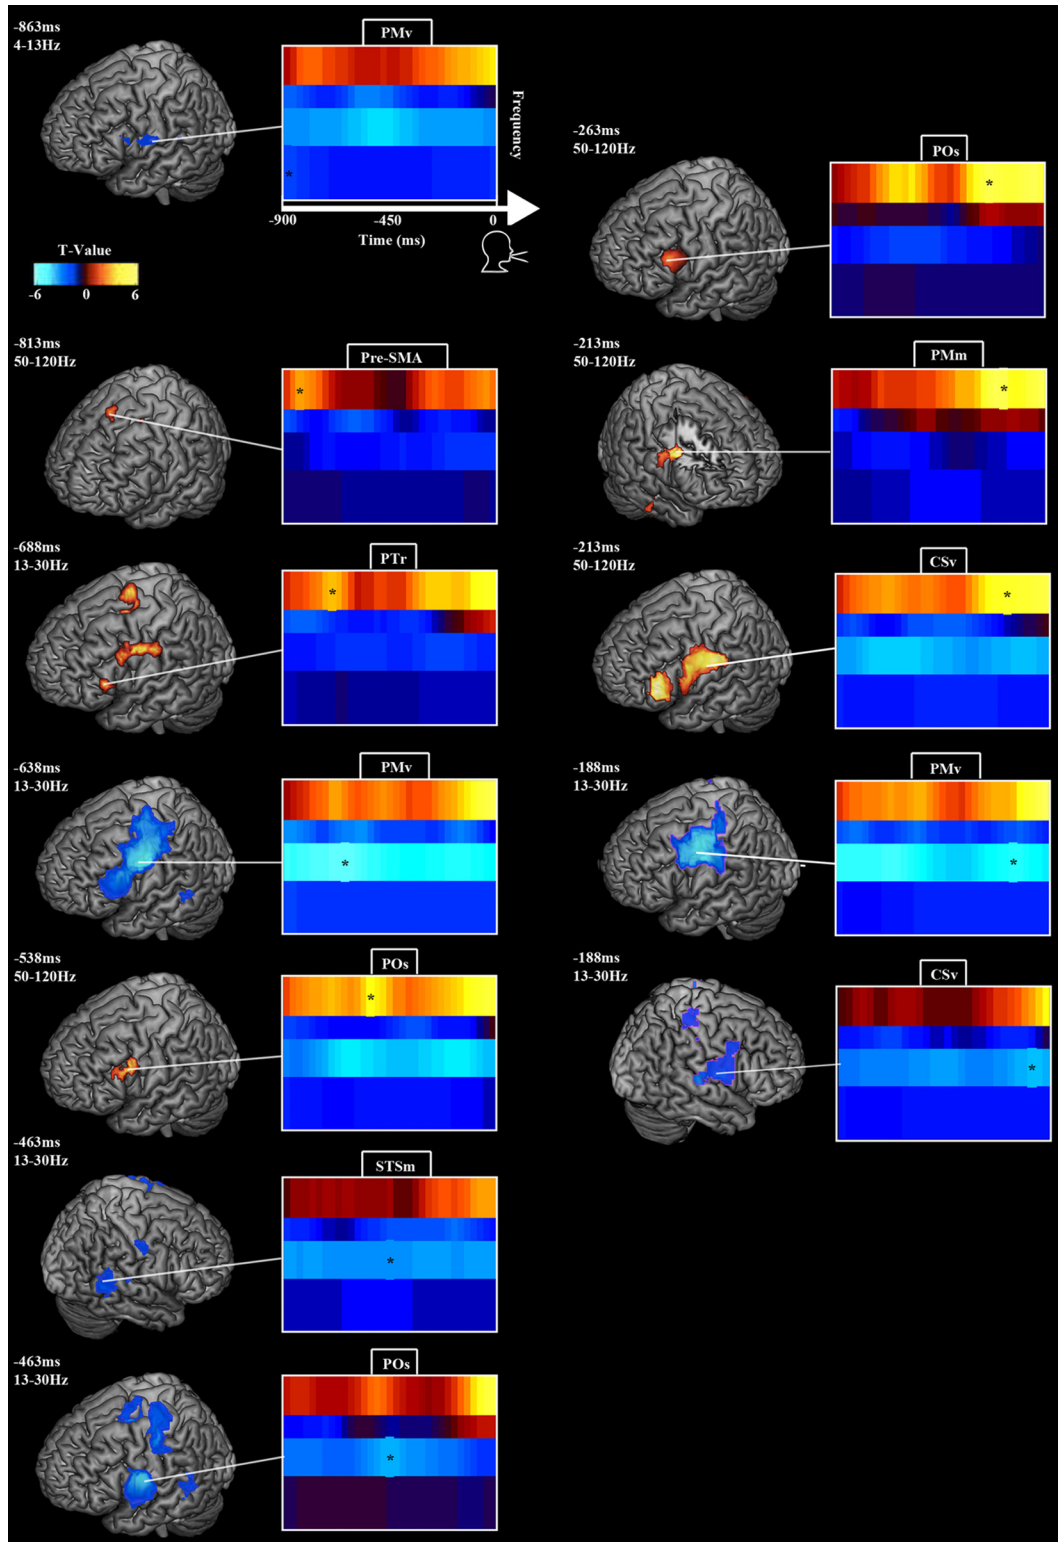 -863ms
4-13Hz
PMv
Frequency
-900
-450
0
Time (ms)
T-Value
-6
0
6
-813ms
50-120Hz
Pre-SMA
*
-688ms
13-30Hz
PTr
*
-638ms
13-30Hz
PMv
*
-538ms
50-120Hz
POs
*
-463ms
13-30Hz
STSm
*
-463ms
13-30Hz
POs
*
-263ms
50-120Hz
POs
*
-213ms
50-120Hz
PMm
*
-213ms
50-120Hz
CSv
*
-188ms
13-30Hz
PMv
*
-188ms
13-30Hz
CSv
*